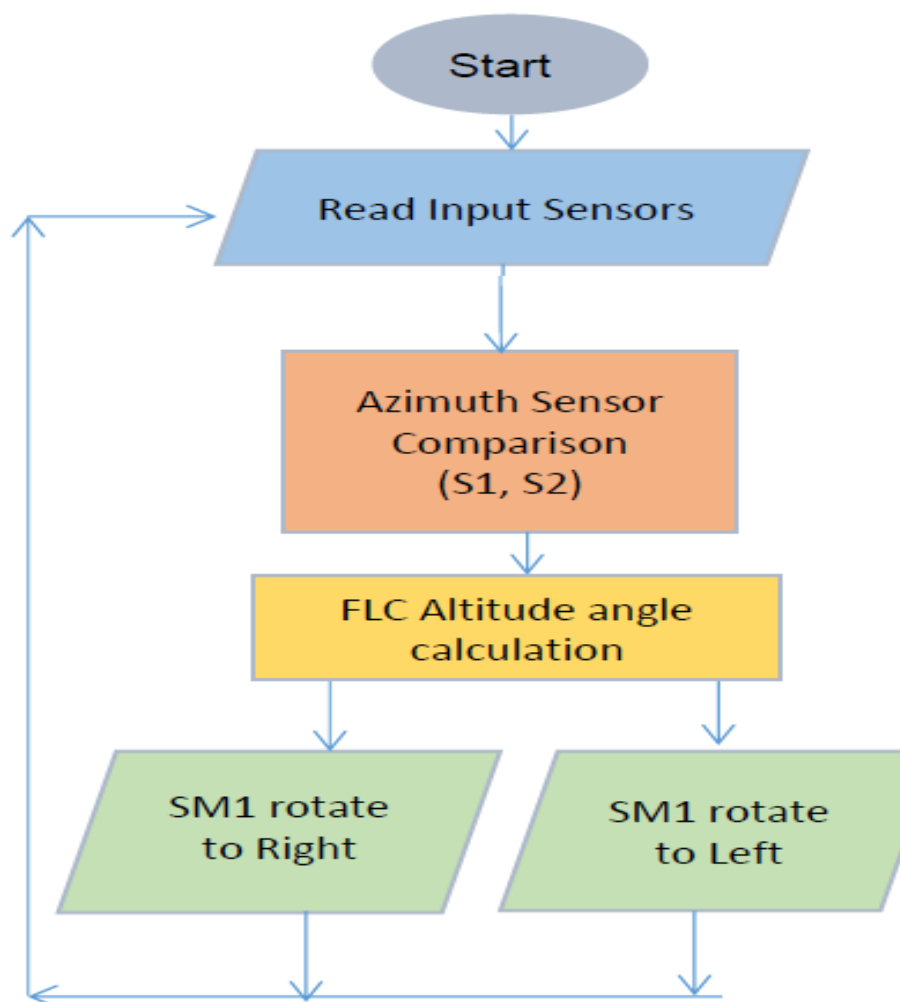 Start
Read Input Sensors
Azimuth Sensor
Comparison
(S1, S2)
FLC Altitude angle
calculation
SM1 rotate
to Right
SM1 rotate
to Left